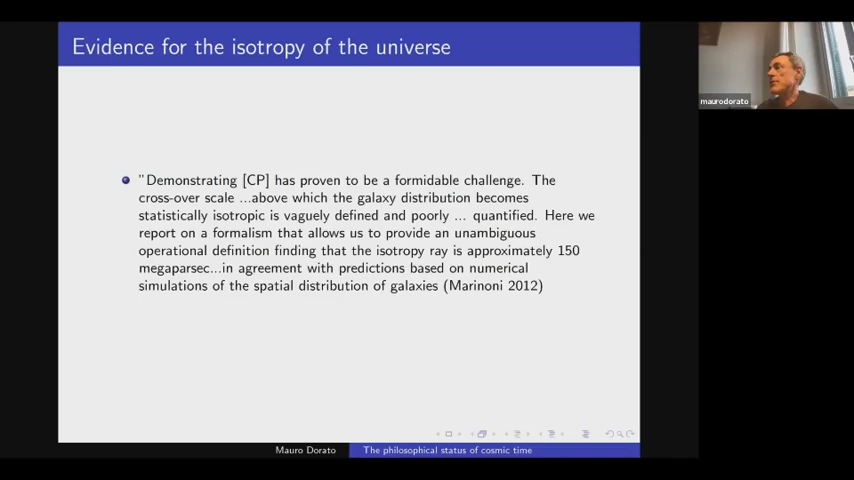 Evidence for the isotropy of the universe
"Demonstrating [CP] has proven to be a formidable challenge. The
cross-over scale ...above which the galaxy distribution becomes
statistically isotropic is vaguely defined and poorly ... quantified. Here we
report on a formalism that allows us to provide an unambiguous
operational definition finding that the isotropy ray is approximately 150
megaparsec...in agreement with predictions based on numerical
simulations of the spatial distribution of galaxies (Marinoni 2012)
Mauro Dorato
The philosophical status of cosmic time
maurodorato